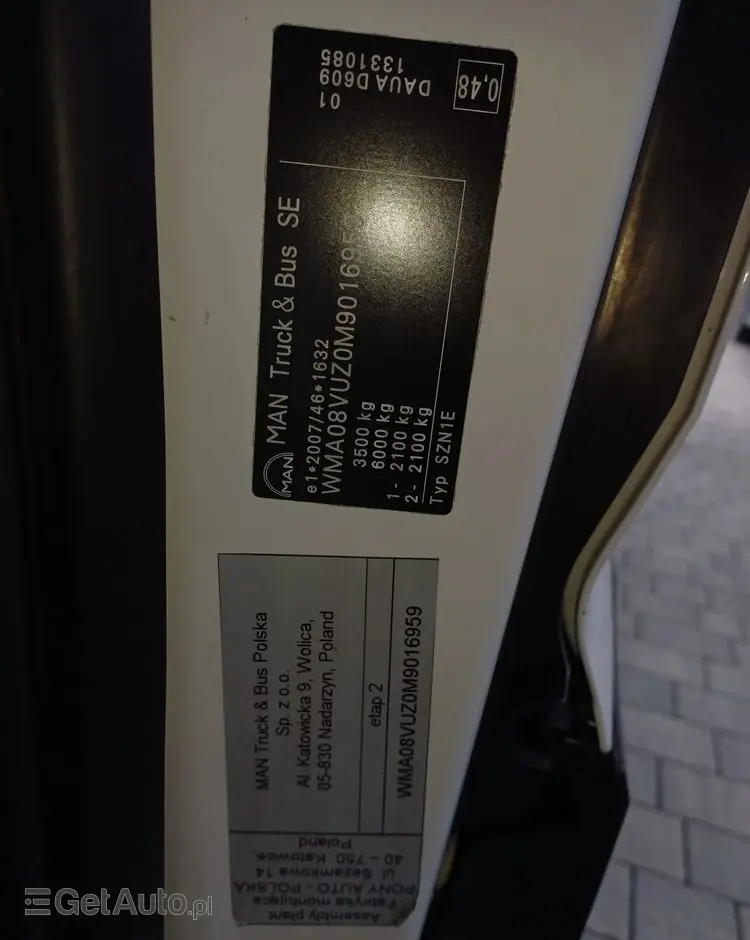 MAN
MAN Truck & Bus SE
e1*2007/46*1632
WMA08VUZ0M9016959
3500 kg
6000 kg
1- 2100 kg
2- 2100 kg
Typ SZN1E
01
DAUA D609
1331085
0,48
MAN Truck & Bus Polska
Sp. z o.o.
Al. Katowicka 9, Wolica,
05-830 Nadarzyn, Poland
etap 2
WMA08VUZ0M9016959
Assembly plant
Fabryka montująca
PONY AUTO - POLSKA
ul Sezamkowa 14
40 - 750 Katowice,
Poland
GetAuto.pl